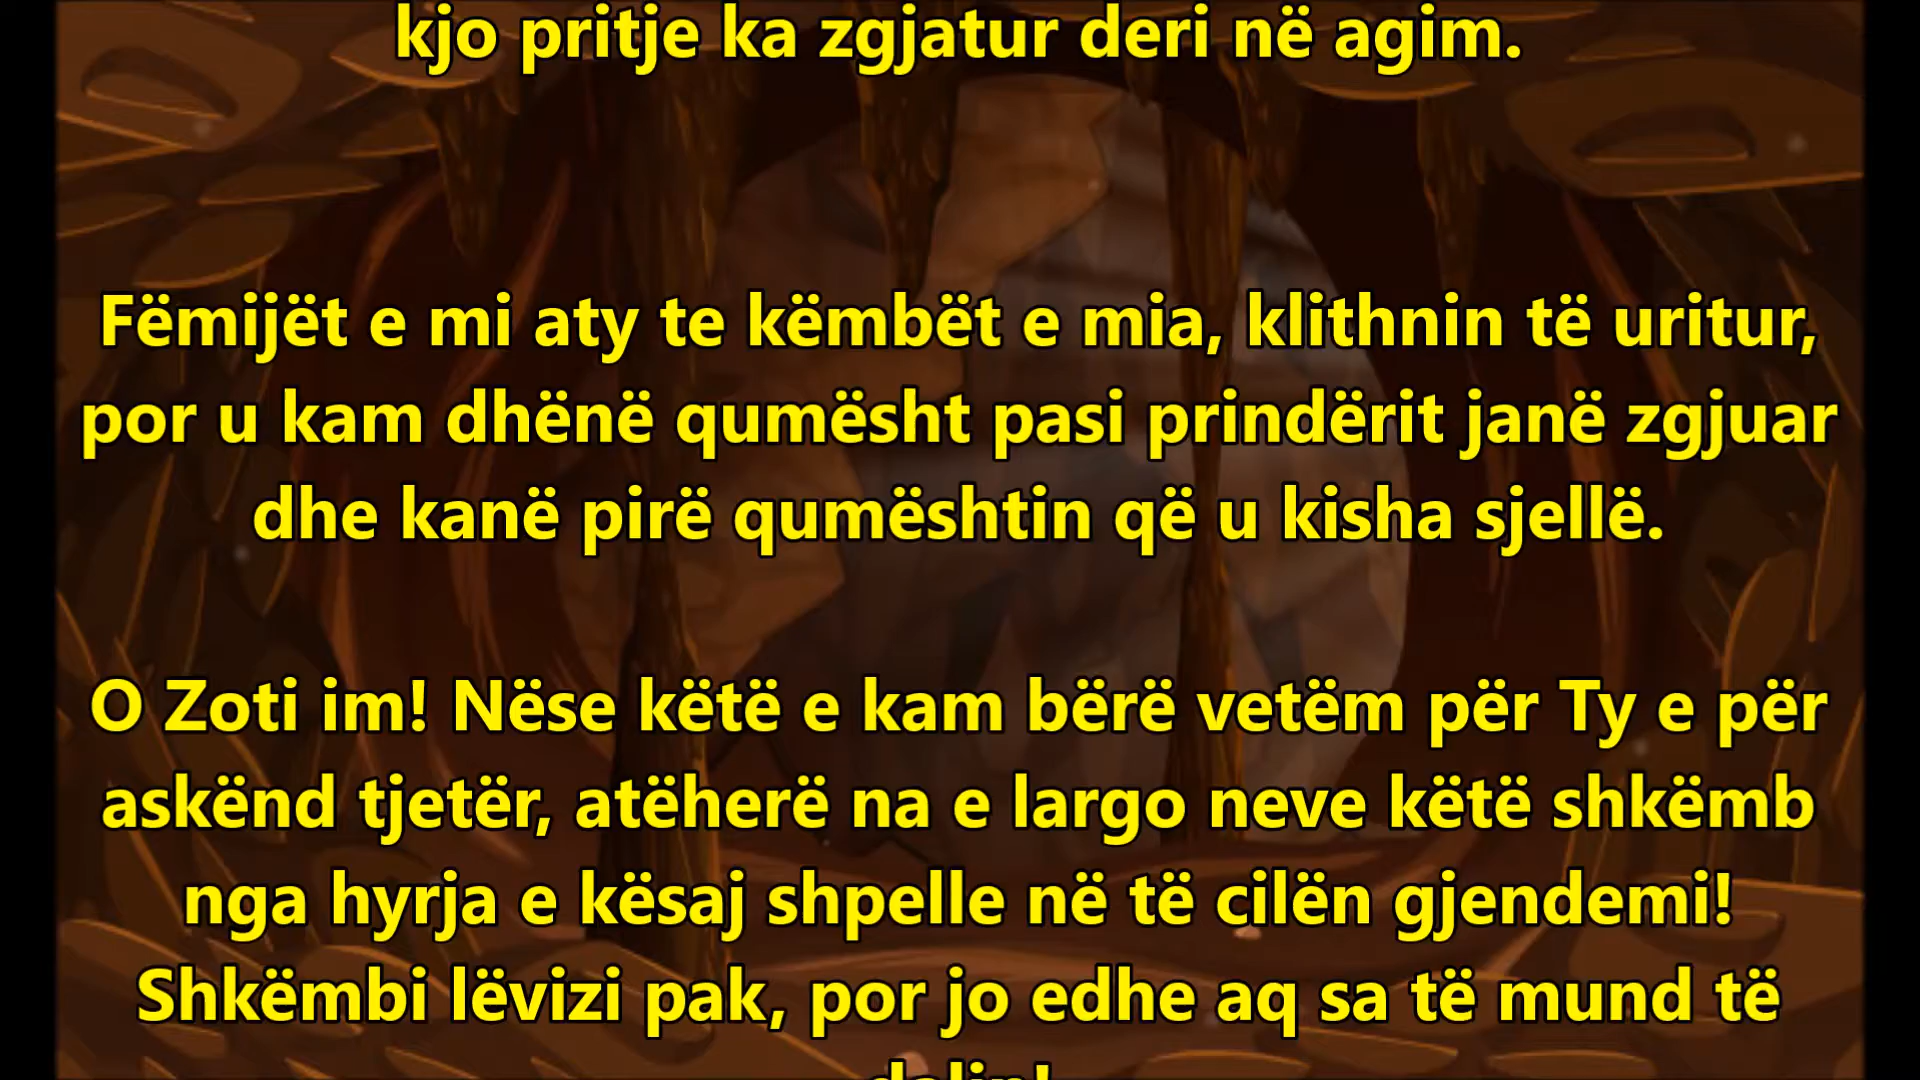 kjo pritje ka zgjatur deri në agim.
Fëmijët e mi aty te këmbët e mia, klithnin të uritur,
por u kam dhënë qumësht pasi prindërit janë zgjuar
dhe kanë pirë qumështin që u kisha sjellë.
O Zoti im! Nëse këtë e kam bërë vetëm për Ty e për
askënd tjetër, atëherë na e largo neve këtë shkëmb
nga hyrja e kësaj shpelle në të cilën gjendemi!
Shkëmbi lëvizi pak, por jo edhe aq sa të mund të